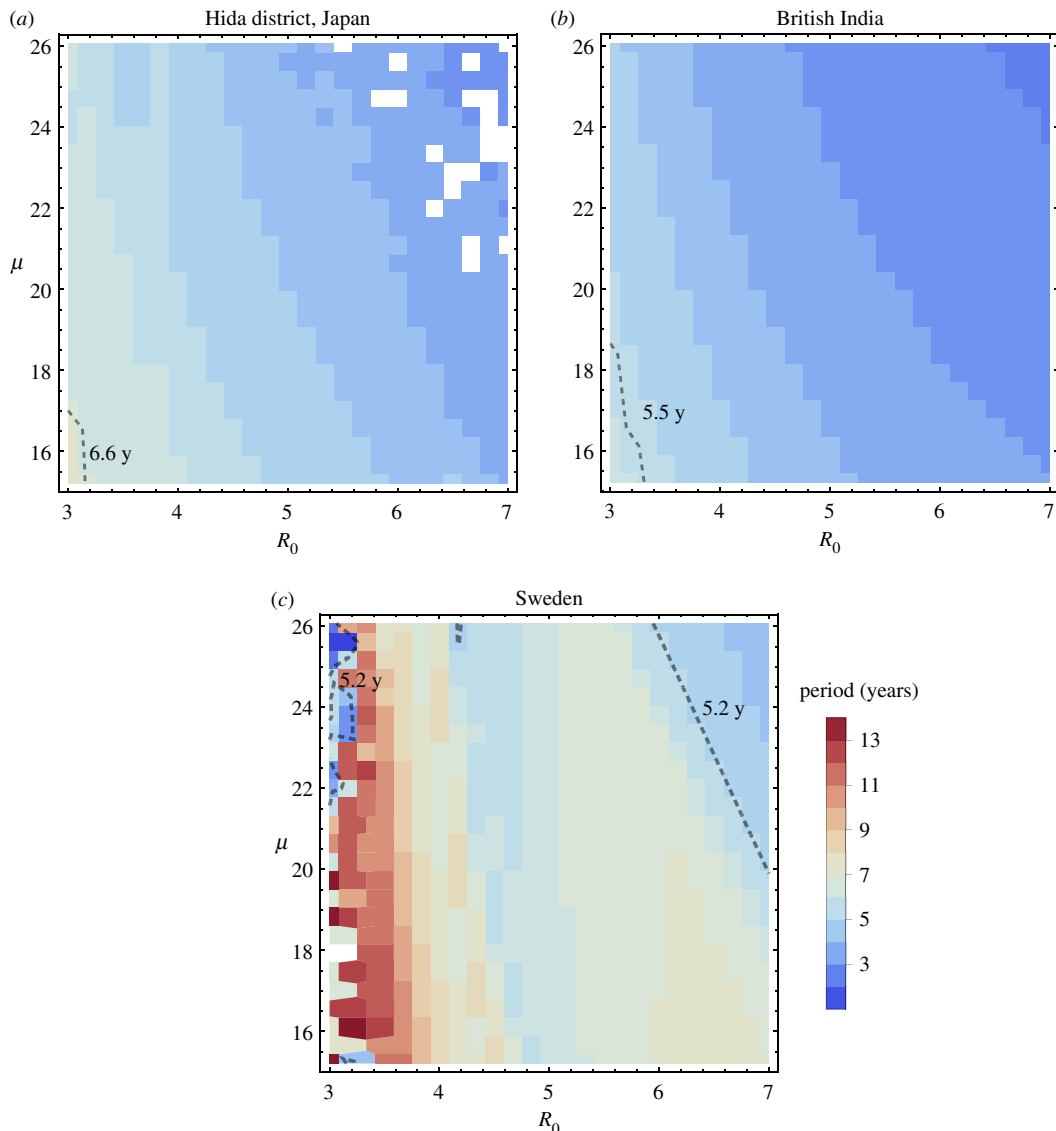 (a)
Hida district, Japan
26
24
22
20
18
16
μ
6.6 y
3
4
5
6
7
R0
(b)
British India
26
24
22
20
18
16
5.5 y
3
4
5
6
7
R0
(c)
Sweden
26
24
22
20
18
16
μ
5.2 y
5.2 y
3
4
5
6
7
R0
period (years)
13
11
9
7
5
3